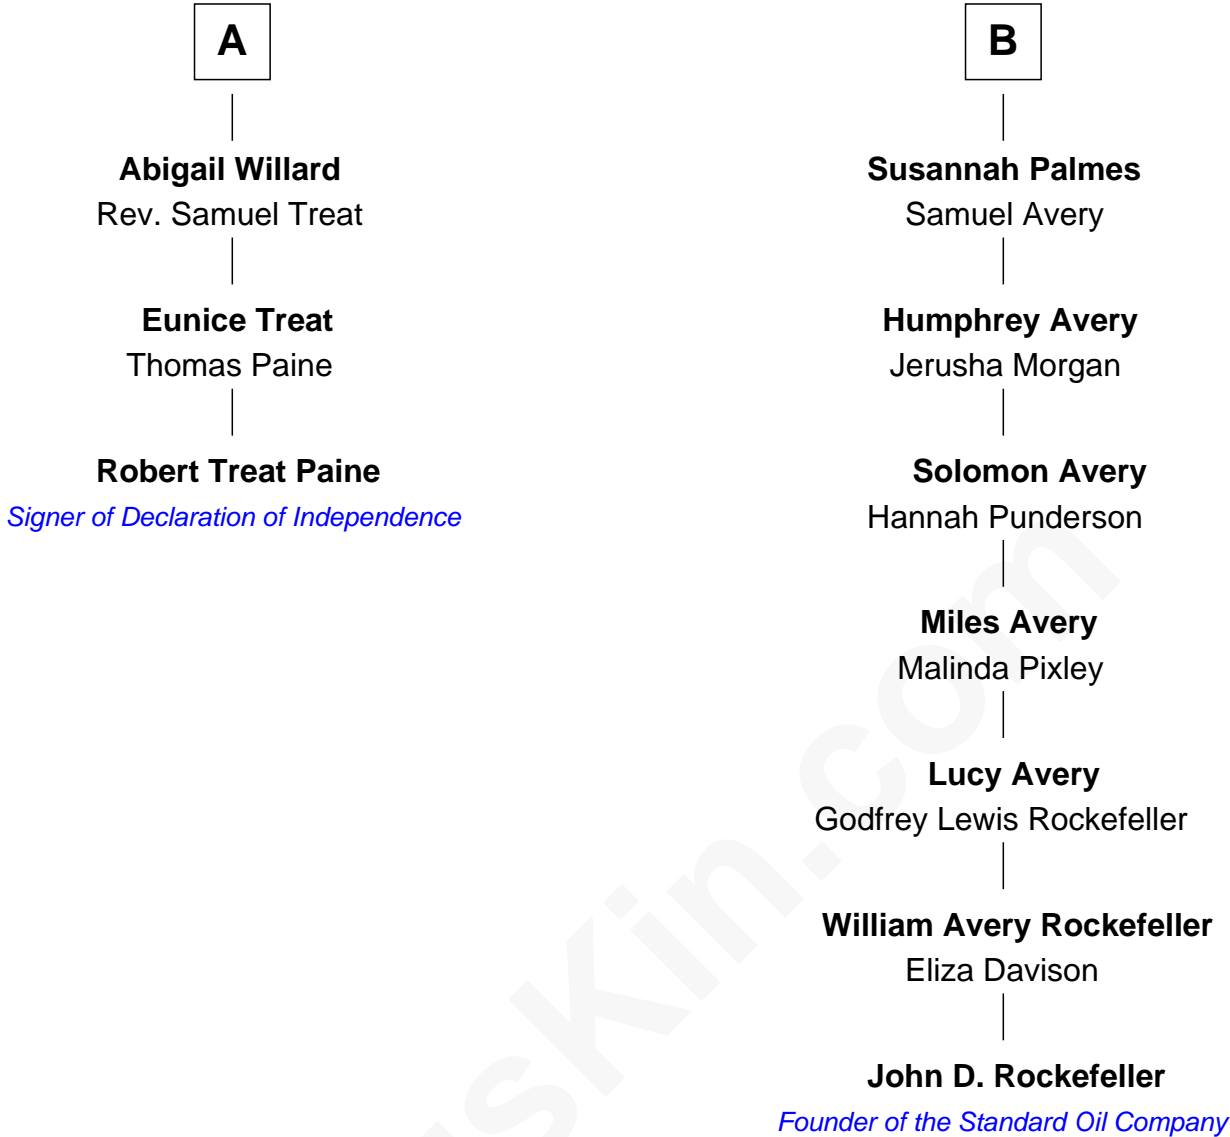 A
Abigail Willard
Rev. Samuel Treat
Eunice Treat
Thomas Paine
Robert Treat Paine
Signer of Declaration of Independence
B
Susannah Palmes
Samuel Avery
Humphrey Avery
Jerusha Morgan
Solomon Avery
Hannah Punderson
Miles Avery
Malinda Pixley
Lucy Avery
Godfrey Lewis Rockefeller
William Avery Rockefeller
Eliza Davison
John D. Rockefeller
Founder of the Standard Oil Company